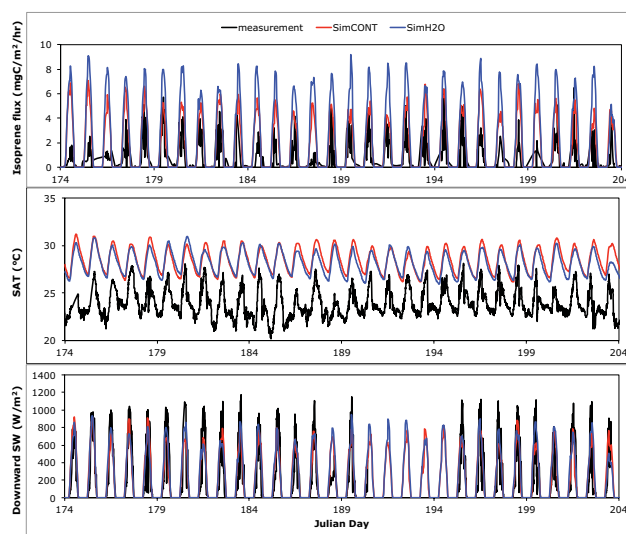 measurement SimCONT SimH2O
Isoprene flux (mgC/m²/hr)
10
8
6
4
2
0
174 179 184 189 194 199 204
SAT (°C)
35
30
25
20
174 179 184 189 194 199 204
Downward SW (W/m²)
1400
1200
1000
800
600
400
200
0
174 179 184 189 194 199 204
Julian Day